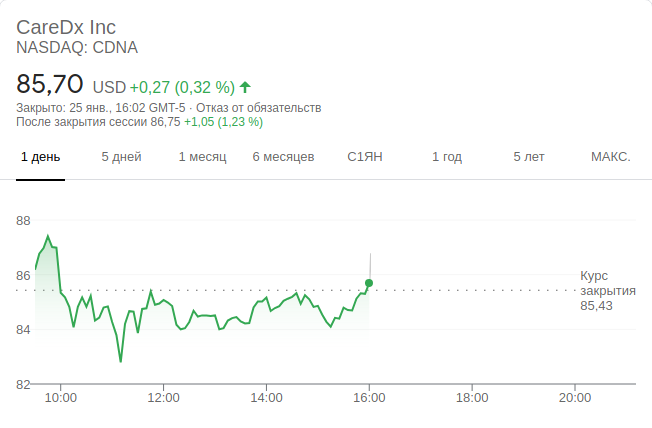 CareDx Inc
NASDAQ: CDNA
85,70 USD +0,27 (0,32 %)
Закрыто: 25 янв., 16:02 GMT-5 · Отказ от обязательств
После закрытия сессии 86,75 +1,05 (1,23 %)
1 день 5 дней 1 месяц 6 месяцев С1ЯН 1 год 5 лет МАКС.
88
86
84
82
Курс
закрытия
85,43
10:00 12:00 14:00 16:00 18:00 20:00